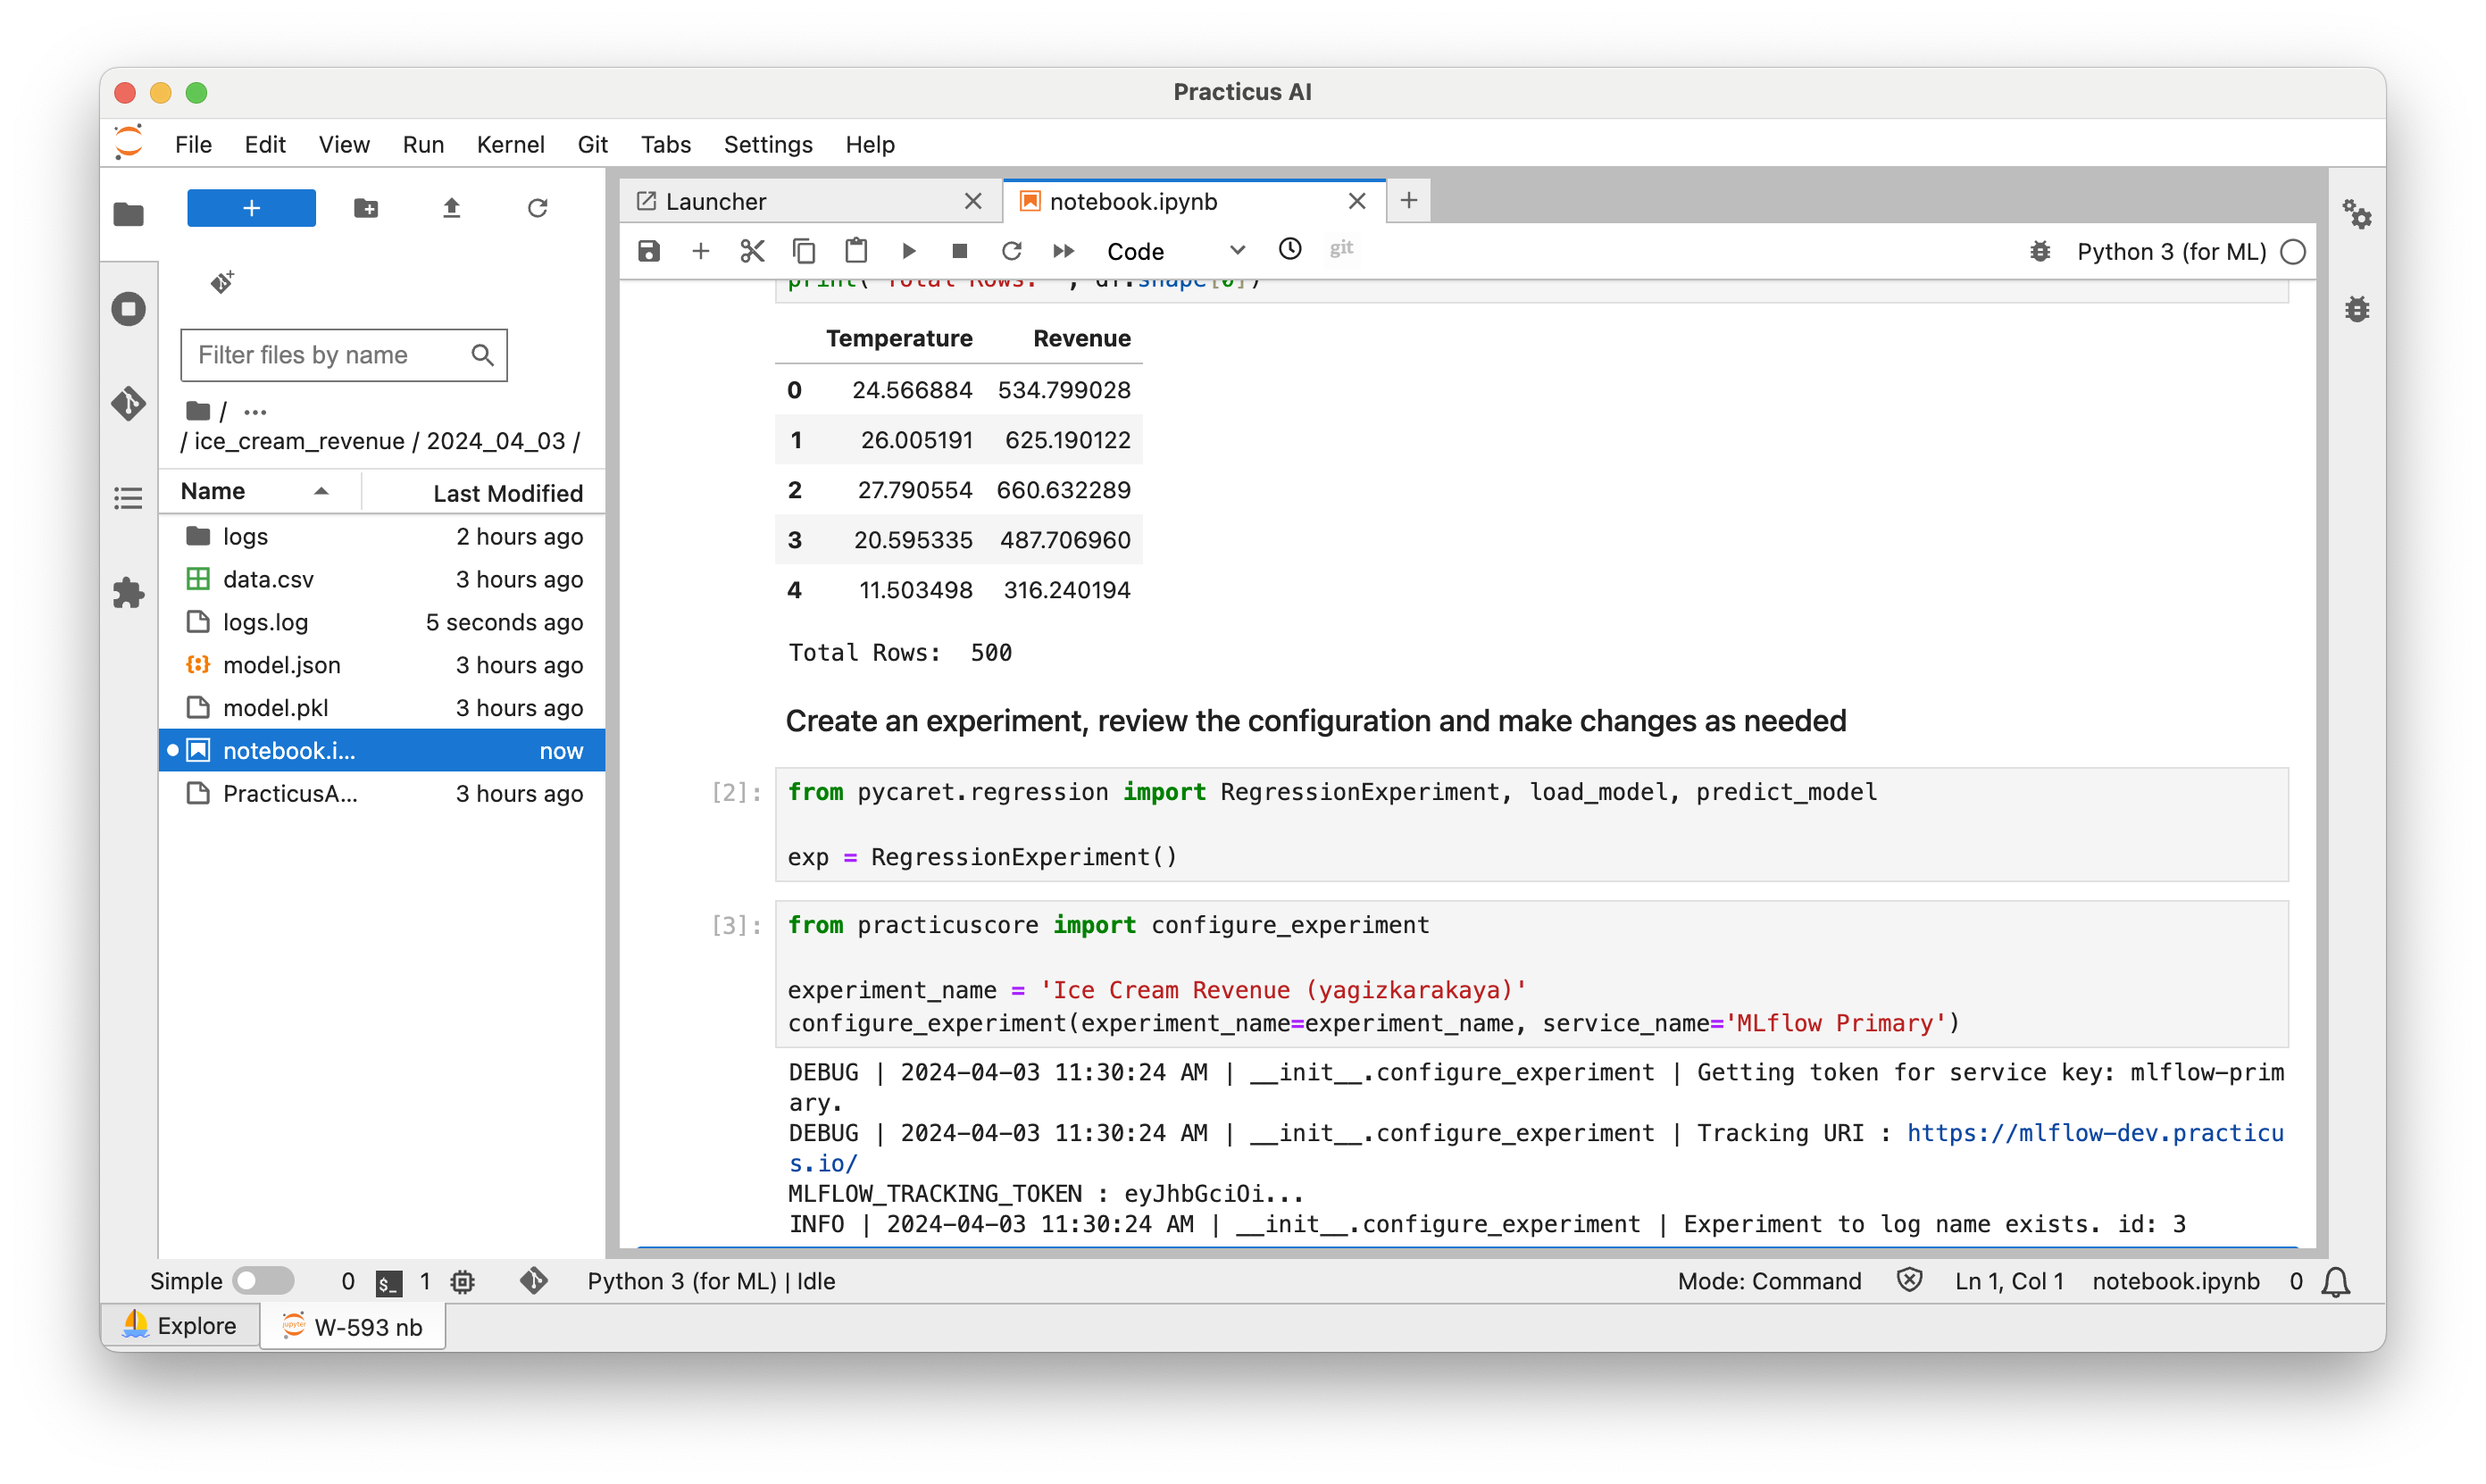 Practicus AI
File Edit View Run Kernel Git Tabs Settings Help
+
Filter files by name
/ ...
/ ice_cream_revenue / 2024_04_03 /
Name Last Modified
logs 2 hours ago
data.csv 3 hours ago
logs.log 5 seconds ago
model.json 3 hours ago
model.pkl 3 hours ago
notebook.i... now
PracticusA... 3 hours ago
Launcher notebook.ipynb
Code git Python 3 (for ML)
print("Total Rows: ", df.shape[0])
Temperature Revenue
0 24.566884 534.799028
1 26.005191 625.190122
2 27.790554 660.632289
3 20.595335 487.706960
4 11.503498 316.240194
Total Rows:  500
Create an experiment, review the configuration and make changes as needed
[2]: from pycaret.regression import RegressionExperiment, load_model, predict_model
exp = RegressionExperiment()
[3]: from practicuscore import configure_experiment
experiment_name = 'Ice Cream Revenue (yagizkarakaya)'
configure_experiment(experiment_name=experiment_name, service_name='MLflow Primary')
DEBUG | 2024-04-03 11:30:24 AM | __init__.configure_experiment | Getting token for service key: mlflow-prim
ary.
DEBUG | 2024-04-03 11:30:24 AM | __init__.configure_experiment | Tracking URI : https://mlflow-dev.practicu
s.io/
MLFLOW_TRACKING_TOKEN : eyJhbGciOi...
INFO | 2024-04-03 11:30:24 AM | __init__.configure_experiment | Experiment to log name exists. id: 3
Simple 0 $_ 1 Python 3 (for ML) | Idle Mode: Command Ln 1, Col 1 notebook.ipynb 0
Explore jupyter W-593 nb